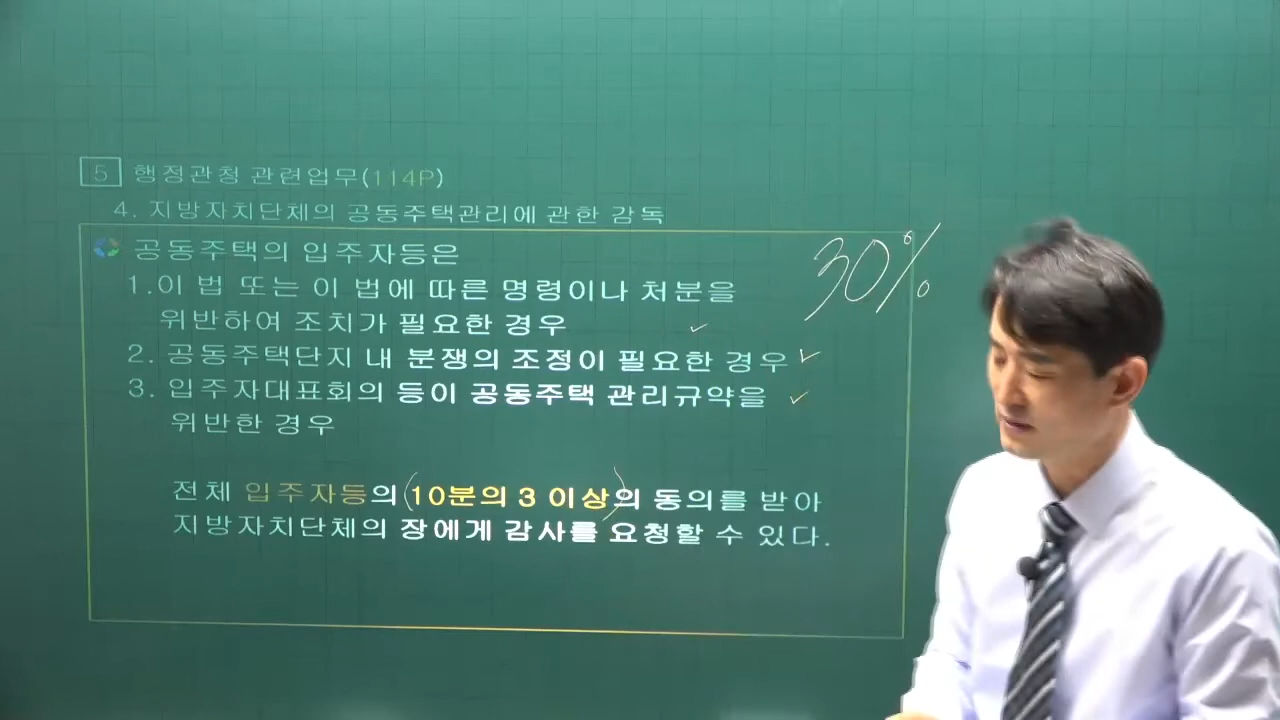 5 행정관청 관련업무(114P)
4. 지방자치단체의 공동주택관리에 관한 감독
공동주택의 입주자등은
1.이 법 또는 이 법에 따른 명령이나 처분을
위반하여 조치가 필요한 경우
2. 공동주택단지 내 분쟁의 조정이 필요한 경우
3. 입주자대표회의 등이 공동주택 관리규약을
위반한 경우
전체 입주자등의(10분의 3 이상)의 동의를 받아
지방자치단체의 장에게 감사를 요청할 수 있다.
30%